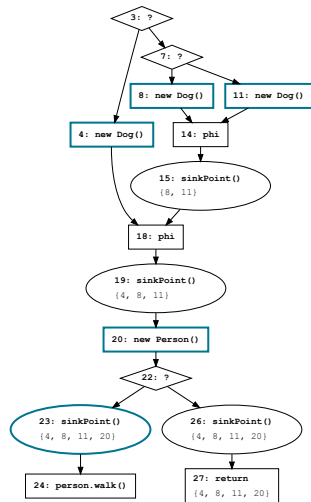 3: ?
7: ?
8: new Dog()
11: new Dog()
4: new Dog()
14: phi
15: sinkPoint()
{8, 11}
18: phi
19: sinkPoint()
{4, 8, 11}
20: new Person()
22: ?
23: sinkPoint()
{4, 8, 11, 20}
26: sinkPoint()
{4, 8, 11, 20}
24: person.walk()
27: return
{4, 8, 11, 20}